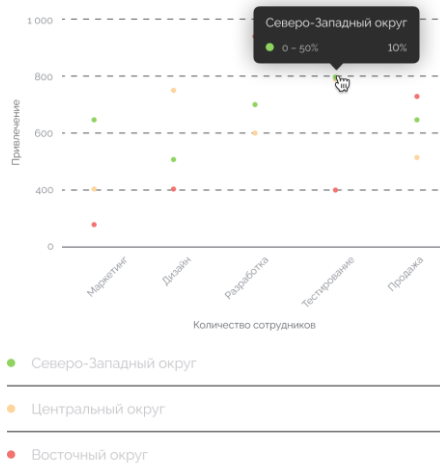 1 000
Северо-Западный округ
0 – 50% 10%
800
600
400
0
Привлечение
Маркетинг
Дизайн
Разработка
Тестирование
Продажа
Количество сотрудников
Северо-Западный округ
Центральный округ
Восточный округ